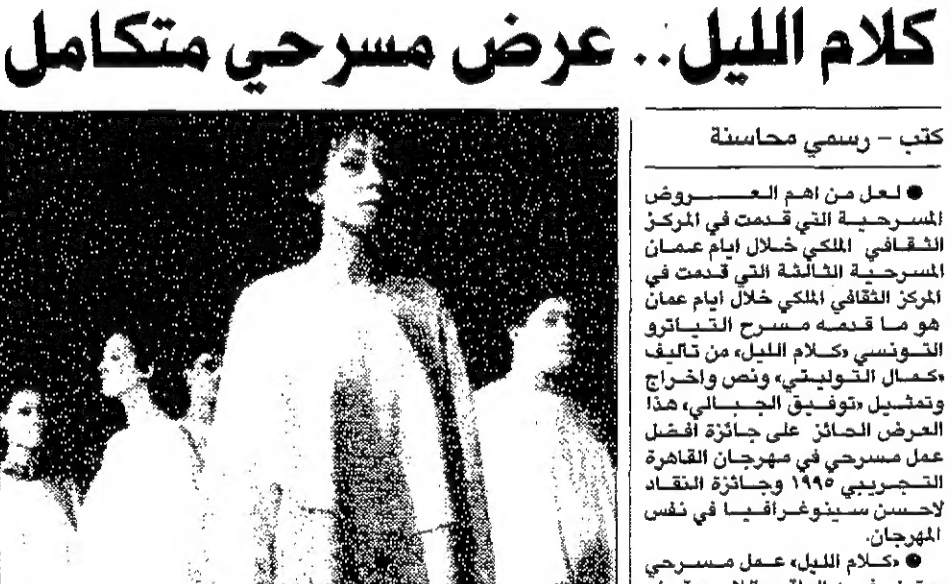 كلام الليل.. عرض مسرحي متكامل
كتب – رسمي محاسنة
● لعل من اهم العروض
المسرحية التي قدمت في المركز
الثقافي الملكي خلال ايام عمان
المسرحية الثالثة التي قدمت في
المركز الثقافي الملكي خلال ايام عمان
هو ما قدمه مسرح التياترو
التونسي «كلام الليل» من تأليف
«كمال التوليتي» ونص واخراج
وتمثيل «توفيق الجبالي» هذا
العرض الحائز على جائزة افضل
عمل مسرحي في مهرجان القاهرة
التجريبي ١٩٩٥ وجائزة النقاد
لاحسن سينوغرافيا في نفس
المهرجان.
● «كلام الليل» عمل مسرحي